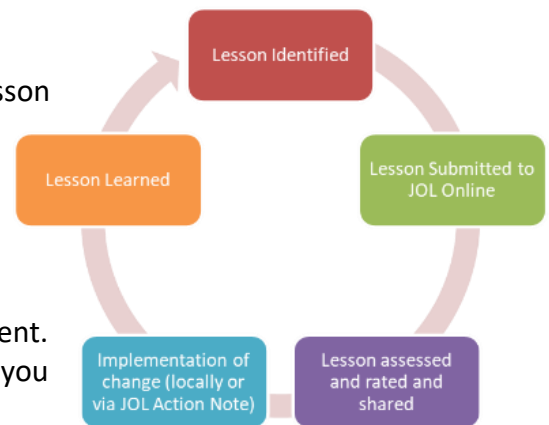 Lesson Identified
sson
Lesson Submitted to
JOL Online
Lesson assessed
and rated and
shared
Implementation of
change (locally or
via JOL Action Note)
Lesson Learned
ent.
you